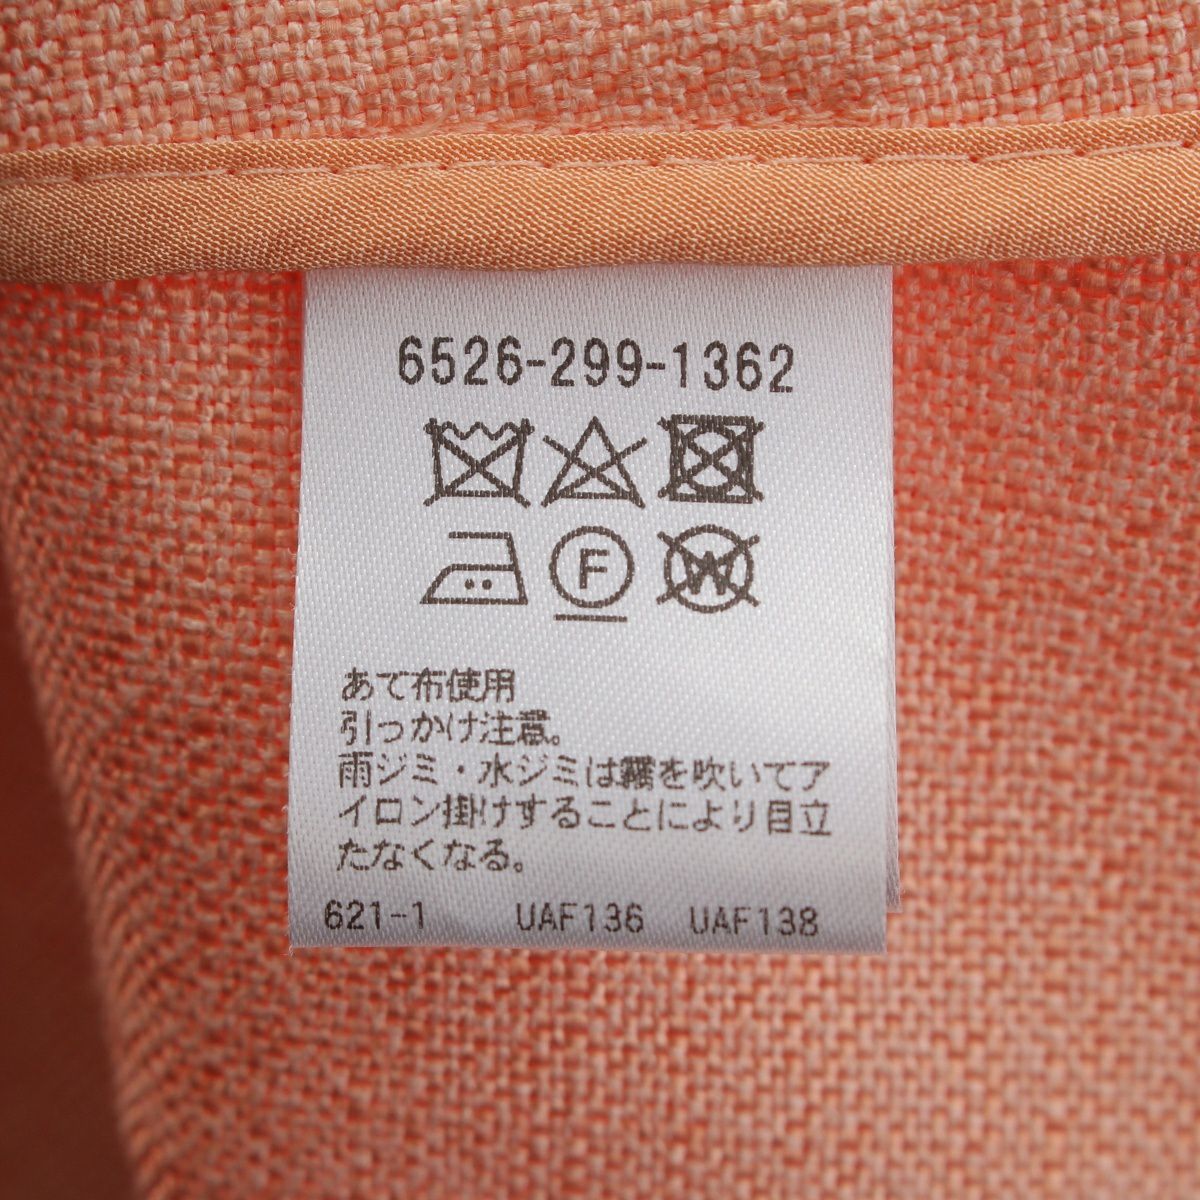 6526-299-1362
F
W
あて布使用
引っかけ注意。
雨ジミ・水ジミは霧を吹いてア
イロン掛けすることにより目立
たなくなる。
621-1 UAF136 UAF138